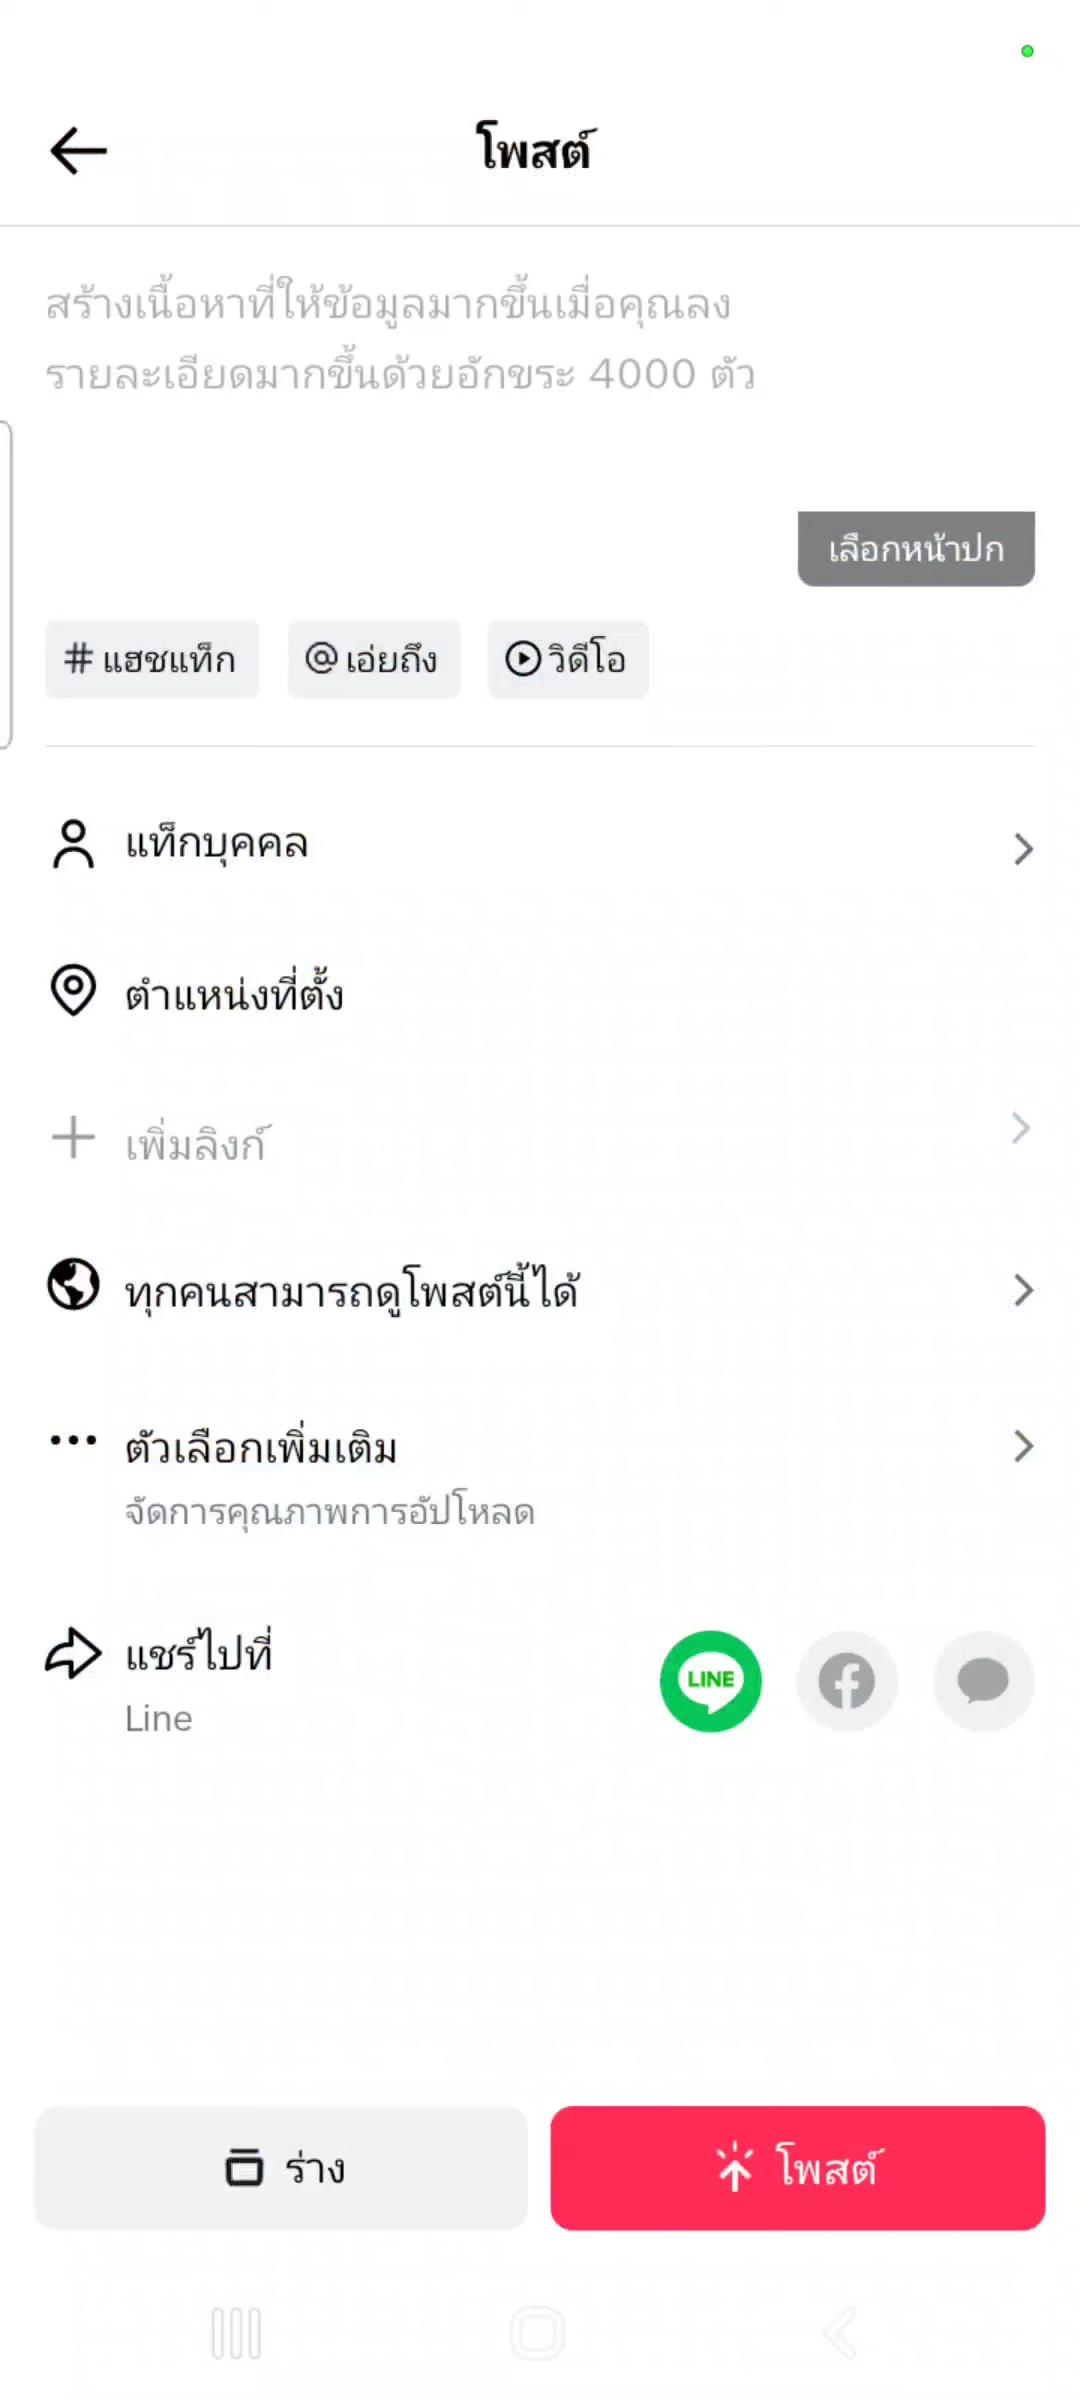 โพสต์
สร้างเนื้อหาที่ให้ข้อมูลมากขึ้นเมื่อคุณลง
รายละเอียดมากขึ้นด้วยอักขระ 4000 ตัว
เลือกหน้าปก
# แฮชแท็ก @ เอ่ยถึง วิดีโอ
แท็กบุคคล
ตำแหน่งที่ตั้ง
เพิ่มลิงก์
ทุกคนสามารถดูโพสต์นี้ได้
ตัวเลือกเพิ่มเติม
จัดการคุณภาพการอัปโหลด
แชร์ไปที่
LINE
Line
ร่าง โพสต์